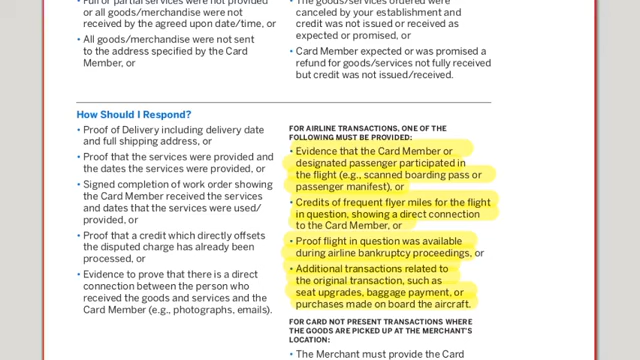 Full or partial services were not provided
or all goods/merchandise were not
received by the agreed upon date/time, or
• All goods/merchandise were not sent
to the address specified by the Card
Member, or
The goods/services ordered were
canceled by your establishment and
credit was not issued or received as
expected or promised, or
• Card Member expected or was promised a
refund for goods/services not fully received
but credit was not issued/received.
How Should I Respond?
• Proof of Delivery including delivery date
and full shipping address, or
• Proof that the services were provided and
the dates the services were provided, or
• Signed completion of work order showing
the Card Member received the services
and dates that the services were used/
provided, or
• Proof that a credit which directly offsets
the disputed charge has already been
processed, or
• Evidence to prove that there is a direct
connection between the person who
received the goods and services and the
Card Member (e.g., photographs, emails).
FOR AIRLINE TRANSACTIONS, ONE OF THE
FOLLOWING MUST BE PROVIDED:
• Evidence that the Card Member or
designated passenger participated in
the flight (e.g., scanned boarding pass or
passenger manifest), or
• Credits of frequent flyer miles for the flight
in question, showing a direct connection
to the Card Member, or
• Proof flight in question was available
during airline bankruptcy proceedings, or
• Additional transactions related to
the original transaction, such as
seat upgrades, baggage payment, or
purchases made on board the aircraft.
FOR CARD NOT PRESENT TRANSACTIONS WHERE
THE GOODS ARE PICKED UP AT THE MERCHANT'S
LOCATION:
• The Merchant must provide the Card